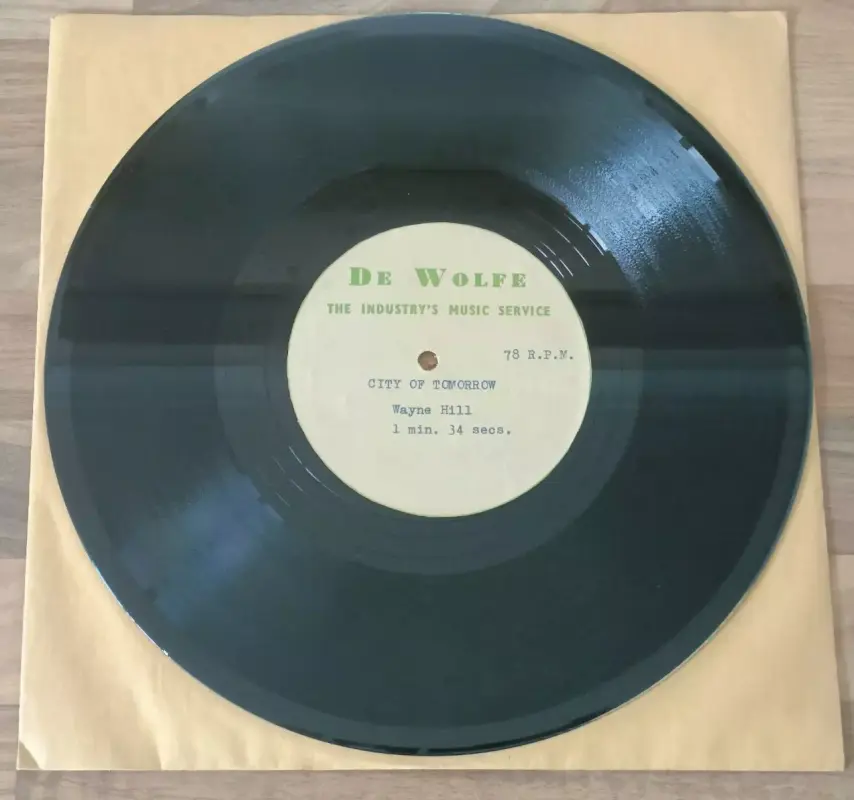 DE WOLFE
THE INDUSTRY'S MUSIC SERVICE
78 R.P.M.
CITY OF TOMORROW
Wayne Hill
1 min. 34 secs.